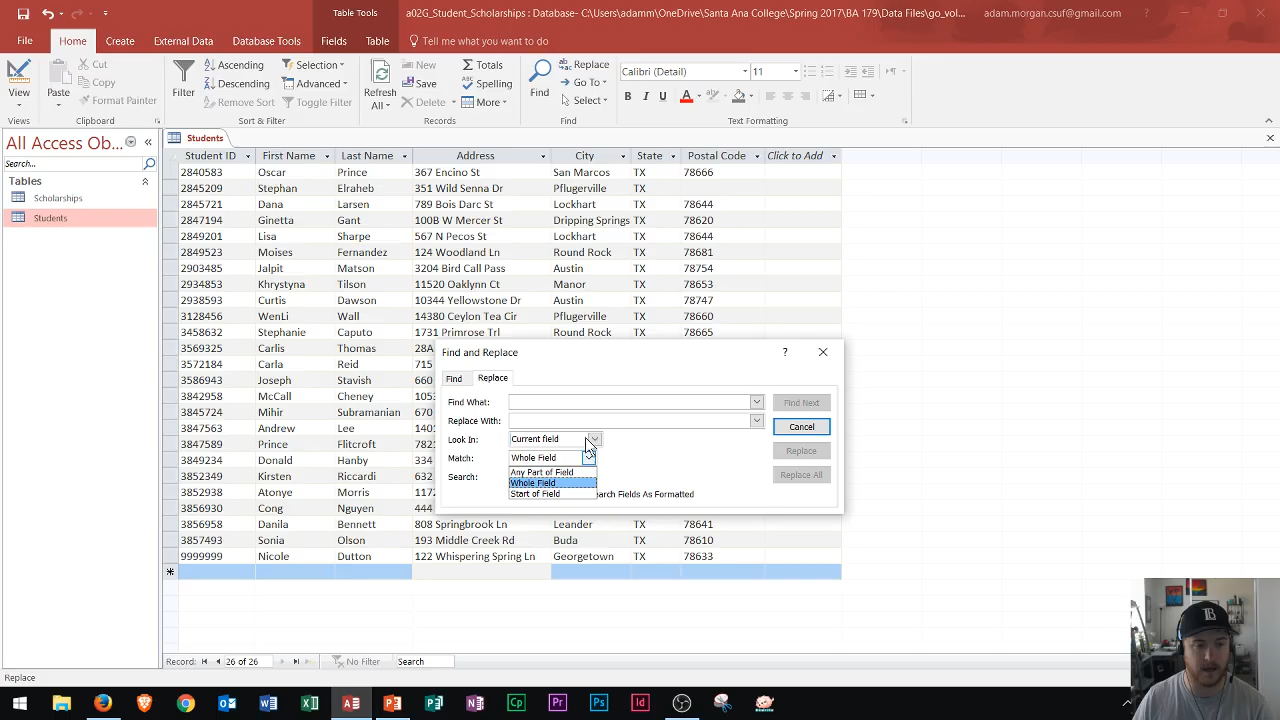 Table Tools
a02G_Student_Scholarships : Database- C:\Users\adamm\OneDrive\Santa Ana College\Spring 2017\BA 179\Data Files\go_vol...
adam.morgan.csuf@gmail.com
File Home Create External Data Database Tools Fields Table Tell me what you want to do
View
Views
Paste
Cut
Copy
Format Painter
Clipboard
Filter
Ascending
Descending
Remove Sort
Selection
Advanced
Toggle Filter
Sort & Filter
Refresh All
New
Save
Delete
Totals
Spelling
More
Records
Find
Replace
Go To
Select
Find
Calibri (Detail) 11
B I U A
Text Formatting
All Access Ob...
Search...
Tables
Scholarships
Students
Students
Student ID First Name Last Name Address City State Postal Code Click to Add
2840583 Oscar Prince 367 Encino St San Marcos TX 78666
2845209 Stephan Elraheb 351 Wild Senna Dr Pflugerville TX
2845721 Dana Larsen 789 Bois Darc St Lockhart TX 78644
2847194 Ginetta Gant 100B W Mercer St Dripping Springs TX 78620
2849201 Lisa Sharpe 567 N Pecos St Lockhart TX 78644
2849523 Moises Fernandez 124 Woodland Ln Round Rock TX 78681
2903485 Jalpit Matson 3204 Bird Call Pass Austin TX 78754
2934853 Khrystyna Tilson 11520 Oaklynn Ct Manor TX 78653
2938593 Curtis Dawson 10344 Yellowstone Dr Austin TX 78747
3128456 WenLi Wall 14380 Ceylon Tea Cir Pflugerville TX 78660
3458632 Stephanie Caputo 1731 Primrose Trl Round Rock TX 78665
3569325 Carlis Thomas 28A
3572184 Carla Reid 715
3586943 Joseph Stavish 362
3842958 McCall Cheney 105
3845724 Mihir Subramanian 430
3846943 Andrew Morris
3847589 Prince Flitcroft
3849360 Donald Hanby
3852349 Kirsten Riccardi
3856432 Atonye Morris
3856930 Cong Nguyen 444
3856958 Danila Bennett 808 Springbrook Ln Leander TX 78641
3857493 Sonia Olson 193 Middle Creek Rd Buda TX 78610
9999999 Nicole Dutton 122 Whispering Spring Ln Georgetown TX 78633
Find and Replace
? 
Find Replace
Find What:
Find Next
Replace With:
Cancel
Look In: Current field
Match: Whole Field
Replace
Any Part of Field
Search:
Whole Field
Replace All
Start of Field
earch Fields As Formatted
Record: 26 of 26 No Filter Search
Replace